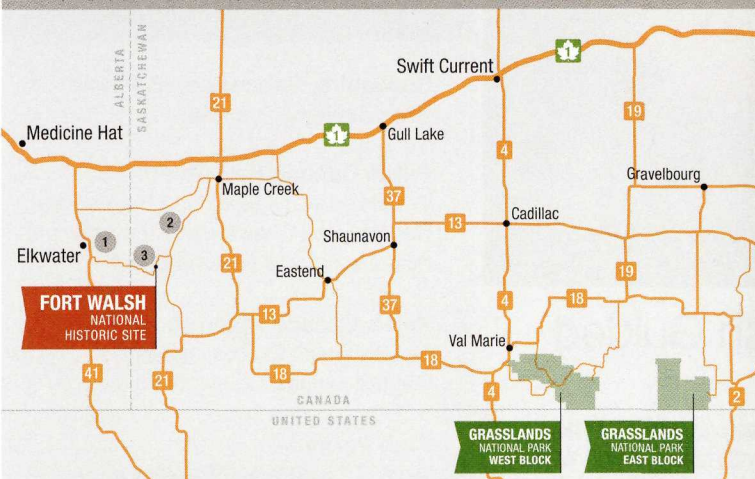 ALBERTA
SASKATCHEWAN
21
1
19
Swift Current
Medicine Hat
1
Gull Lake
4
Gravelbourg
Maple Creek
37
2
13
Cadillac
1
3
Elkwater
Shaunavon
21
Eastend
19
FORT WALSH
NATIONAL
HISTORIC SITE
13
37
4
18
Val Marie
41
21
18
18
4
2
CANADA
UNITED STATES
GRASSLANDS
NATIONAL PARK
WEST BLOCK
GRASSLANDS
NATIONAL PARK
EAST BLOCK